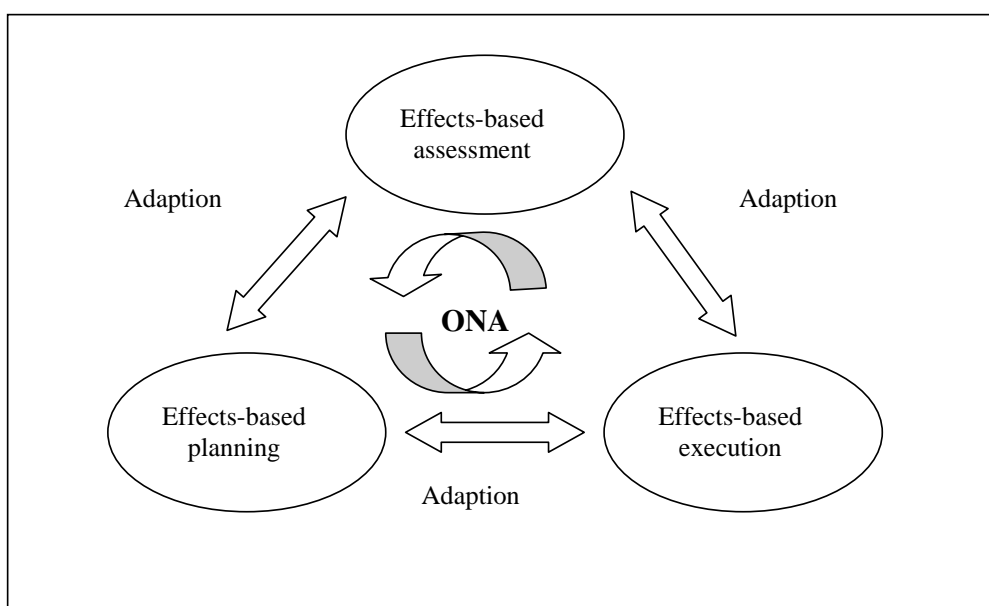 Effects-based
assessment
Adaption
Adaption
ONA
Effects-based
planning
Effects-based
execution
Adaption